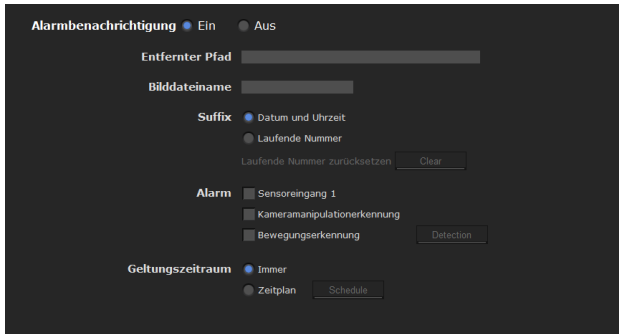 Alarmbenachrichtigung Ein Aus
Entfernter Pfad
Bilddateiname
Suffix Datum und Uhrzeit
Laufende Nummer
Laufende Nummer zurücksetzen Clear
Alarm Sensoreingang 1
Kameramanipulationerkennung
Bewegungserkennung Detection
Geltungszeitraum Immer
Zeitplan Schedule